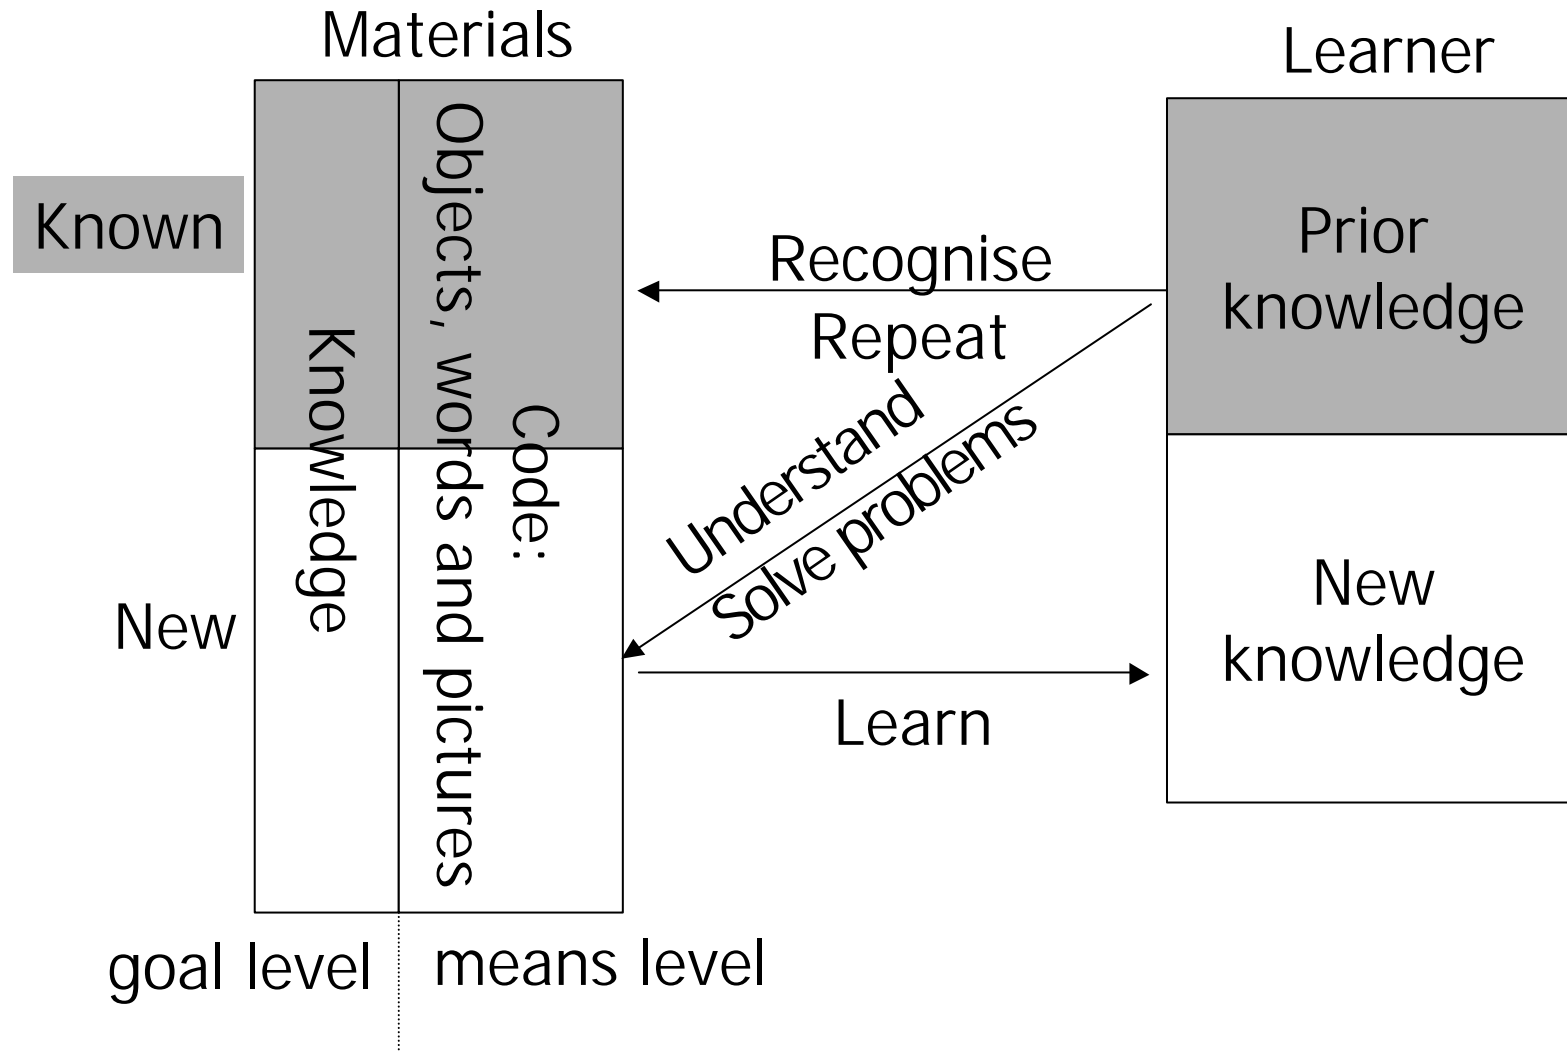 Materials
Learner
Known
Knowledge
Code:
Objects, words and pictures
Recognise
Repeat
Understand
Solve problems
Prior
knowledge
New
Learn
New
knowledge
goal level
means level